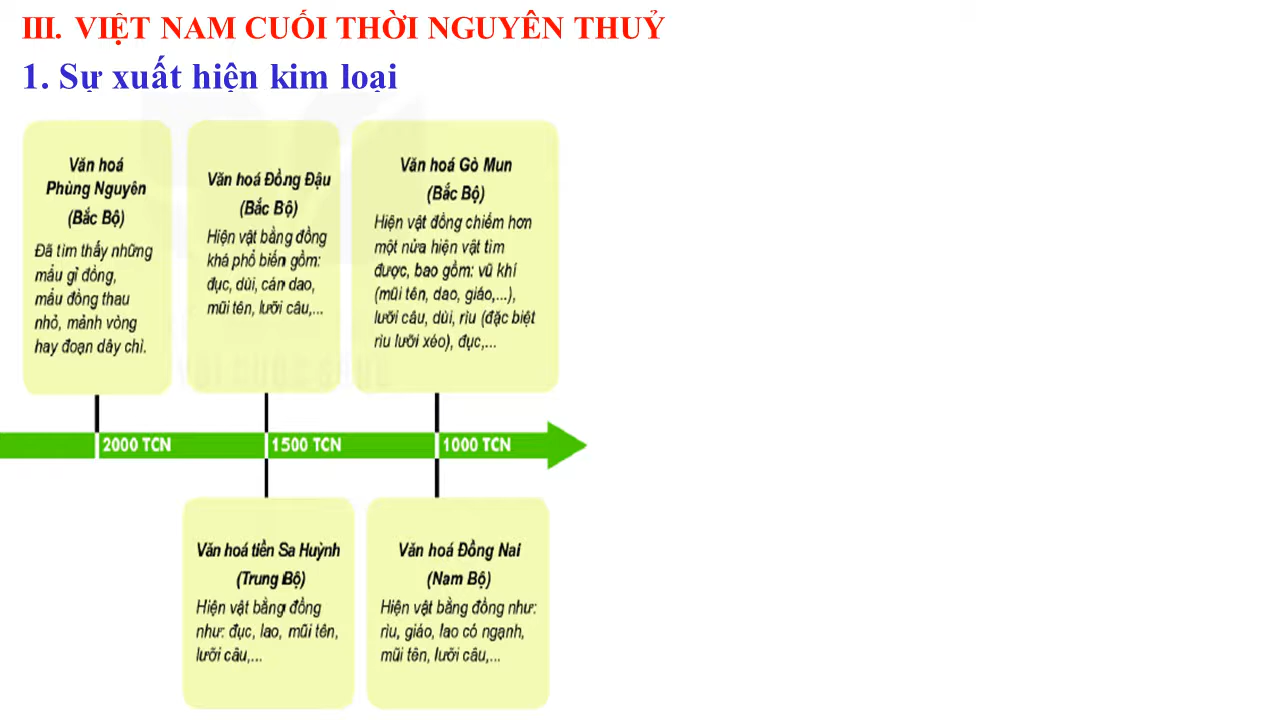 III. VIỆT NAM CUỐI THỜI NGUYÊN THUỶ
1. Sự xuất hiện kim loại
Văn hoá
Phùng Nguyên
(Bắc Bộ)
Đã tìm thấy những
mẩu gỉ đồng,
mẩu đồng thau
nhỏ, mảnh vòng
hay đoạn dây chì.
Văn hoá Đồng Đậu
(Bắc Bộ)
Hiện vật bằng đồng
khá phổ biến gồm:
đục, dùi, cán dao,
mũi tên, lưỡi câu,...
Văn hoá Gò Mun
(Bắc Bộ)
Hiện vật đồng chiếm hơn
một nửa hiện vật tìm
được, bao gồm: vũ khí
(mũi tên, dao, giáo,...),
lưỡi câu, dùi, rìu (đặc biệt
rìu lưỡi xéo), đục,...
2000 TCN
1500 TCN
1000 TCN
Văn hoá tiền Sa Huỳnh
(Trung Bộ)
Hiện vật bằng đồng
như: đục, lao, mũi tên,
lưỡi câu,...
Văn hoá Đồng Nai
(Nam Bộ)
Hiện vật bằng đồng như:
rìu, giáo, lao có ngạnh,
mũi tên, lưỡi câu,...